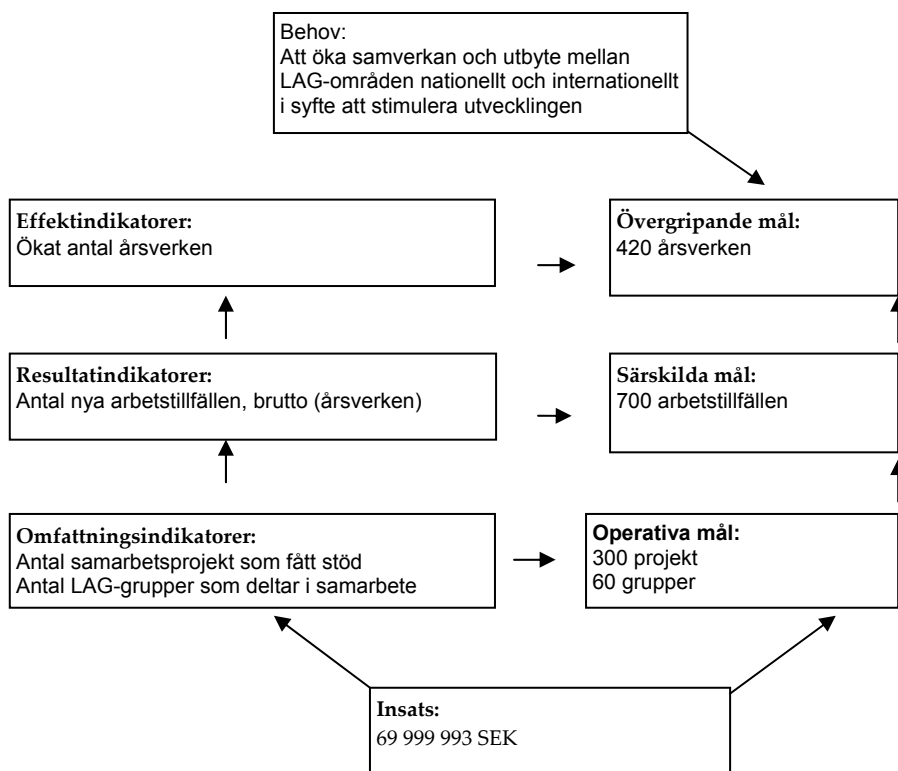 Behov:
Att öka samverkan och utbyte mellan
LAG-områden nationellt och internationellt
i syfte att stimulera utvecklingen
Effektindikatorer:
Ökat antal årsverken
Övergripande mål:
420 årsverken
Resultatindikatorer:
Antal nya arbetstillfällen, brutto (årsverken)
Särskilda mål:
700 arbetstillfällen
Omfattningsindikatorer:
Antal samarbetsprojekt som fått stöd
Antal LAG-grupper som deltar i samarbete
Operativa mål:
300 projekt
60 grupper
Insats:
69 999 993 SEK